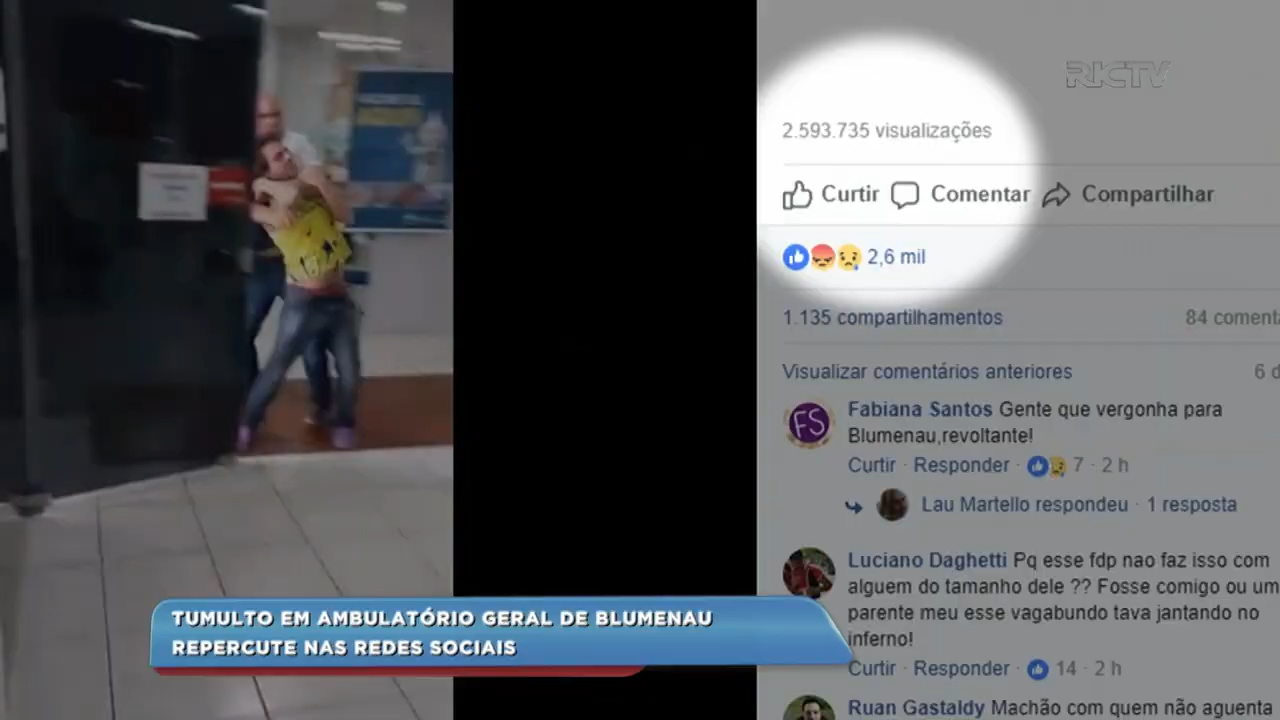 RICTV
2.593.735 visualizações
Curtir Comentar Compartilhar
2,6 mil
1.135 compartilhamentos 84
Visualizar comentários anteriores 6
FS
Fabiana Santos Gente que vergonha para
Blumenau,revoltante!
Curtir · Responder · 7 · 2 h
Lau Martello respondeu · 1 resposta
Luciano Daghetti Pq esse fdp nao faz isso com
alguem do tamanho dele ?? Fosse comigo ou um
parente meu esse vagabundo tava jantando no
inferno!
Curtir · Responder · 14 · 2 h
Ruan Gastaldy Machão com quem não aguenta
TUMULTO EM AMBULATÓRIO GERAL DE BLUMENAU
REPERCUTE NAS REDES SOCIAIS